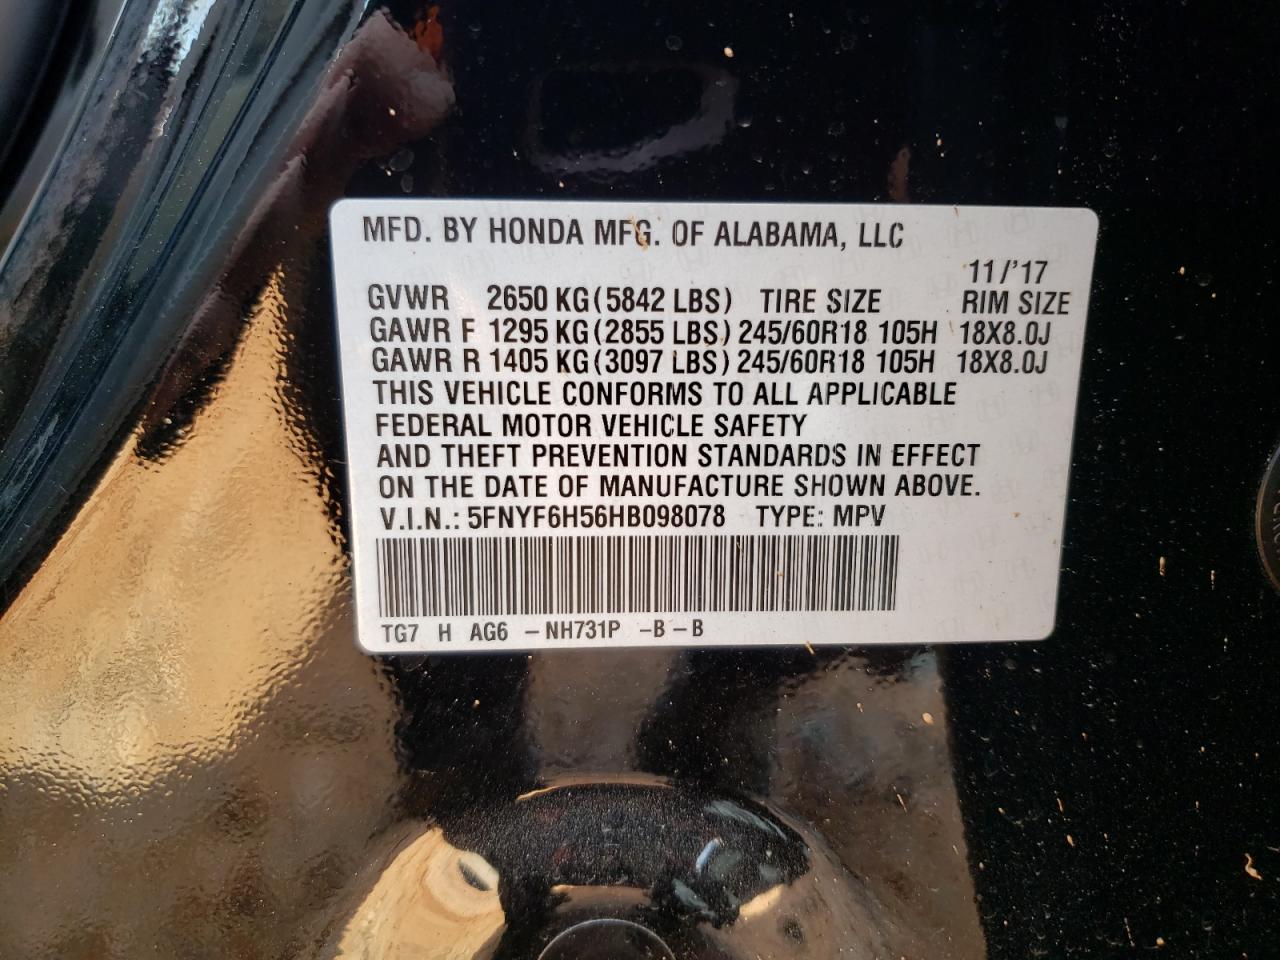 MFD. BY HONDA MFG. OF ALABAMA, LLC
11/'17
GVWR 2650 KG(5842 LBS) TIRE SIZE RIM SIZE
GAWR F 1295 KG(2855 LBS) 245/60R18 105H 18X8.0J
GAWR R 1405 KG(3097 LBS) 245/60R18 105H 18X8.0J
THIS VEHICLE CONFORMS TO ALL APPLICABLE
FEDERAL MOTOR VEHICLE SAFETY
AND THEFT PREVENTION STANDARDS IN EFFECT
ON THE DATE OF MANUFACTURE SHOWN ABOVE.
V.I.N.: 5FNYF6H56HB098078 TYPE: MPV
TG7 H AG6 -NH731P -B-B